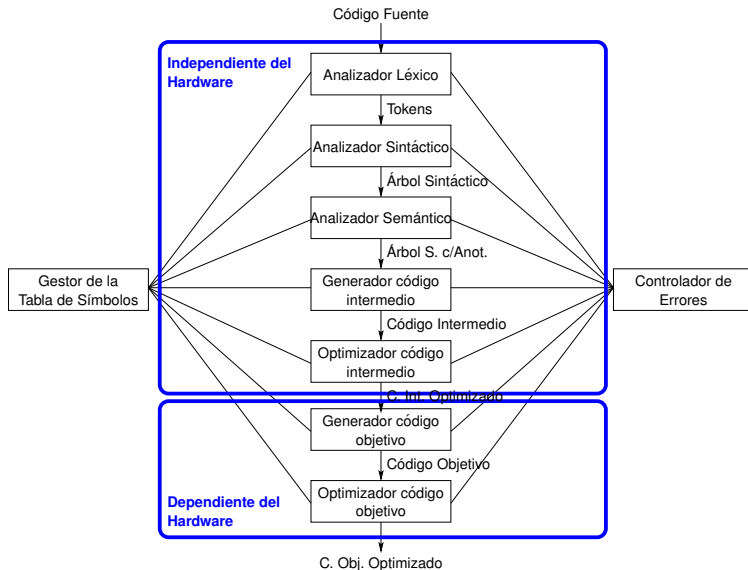 Código Fuente
Independiente del
Hardware
Analizador Léxico
Tokens
Analizador Sintáctico
Árbol Sintáctico
Analizador Semántico
Árbol S. c/Anot.
Gestor de la
Tabla de Símbolos
Generador código
intermedio
Controlador de
Errores
Código Intermedio
Optimizador código
intermedio
C. Int. Optimizado
Generador código
objetivo
Código Objetivo
Optimizador código
objetivo
Dependiente del
Hardware
C. Obj. Optimizado